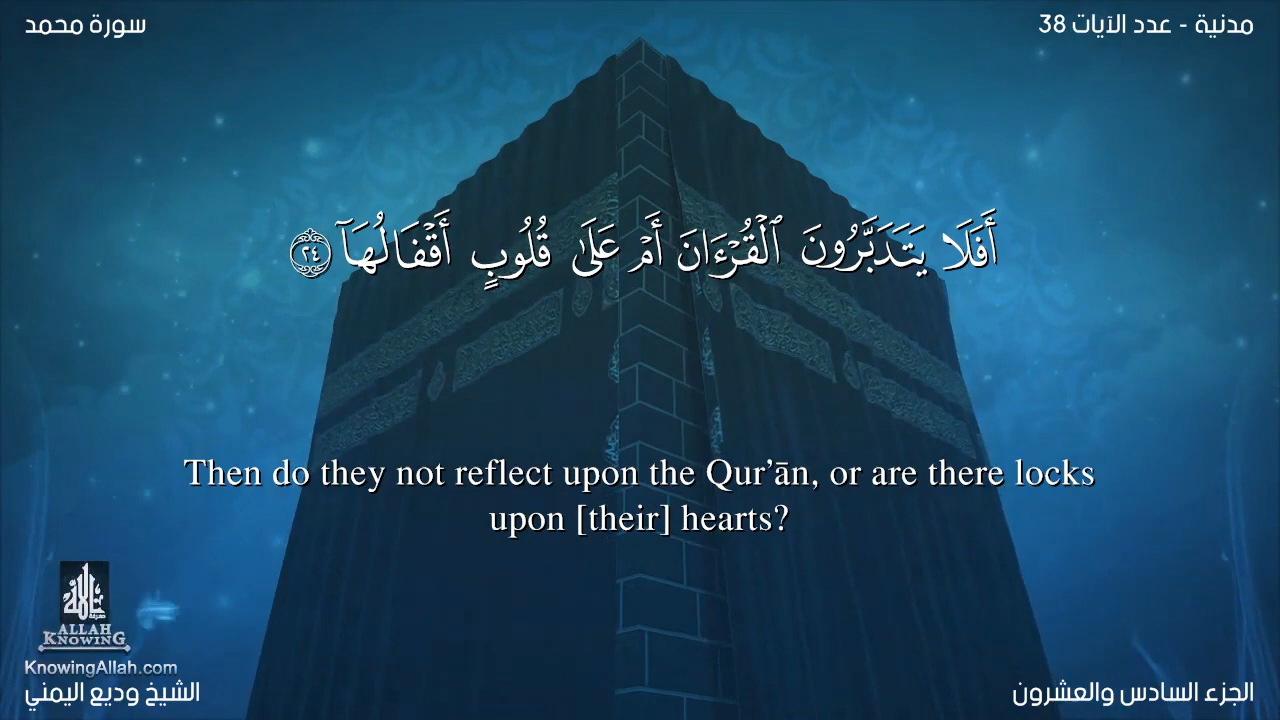 سورة محمد
مدنية - عدد الآيات 38
أَفَلَا يَتَدَبَّرُونَ ٱلْقُرْءَانَ أَمْ عَلَىٰ قُلُوبٍ أَقْفَالُهَآ ٢٤
Then do they not reflect upon the Qur’ān, or are there locks
upon [their] hearts?
ALLAH
KNOWING
KnowingAllah.com
الشيخ وديع اليمني
الجزء السادس والعشرون